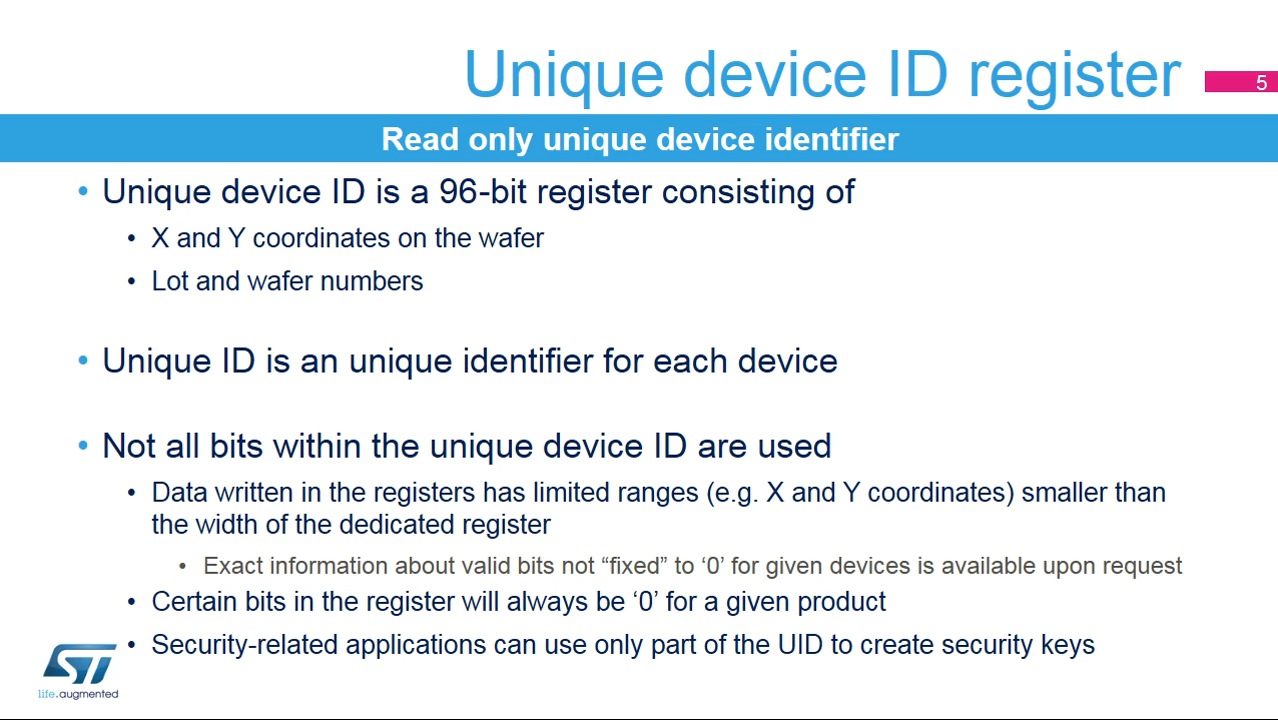 Unique device ID register
5
Read only unique device identifier
• Unique device ID is a 96-bit register consisting of
• X and Y coordinates on the wafer
• Lot and wafer numbers
• Unique ID is an unique identifier for each device
• Not all bits within the unique device ID are used
• Data written in the registers has limited ranges (e.g. X and Y coordinates) smaller than
the width of the dedicated register
• Exact information about valid bits not “fixed” to ‘0’ for given devices is available upon request
• Certain bits in the register will always be ‘0’ for a given product
• Security-related applications can use only part of the UID to create security keys
ST
life.augmented